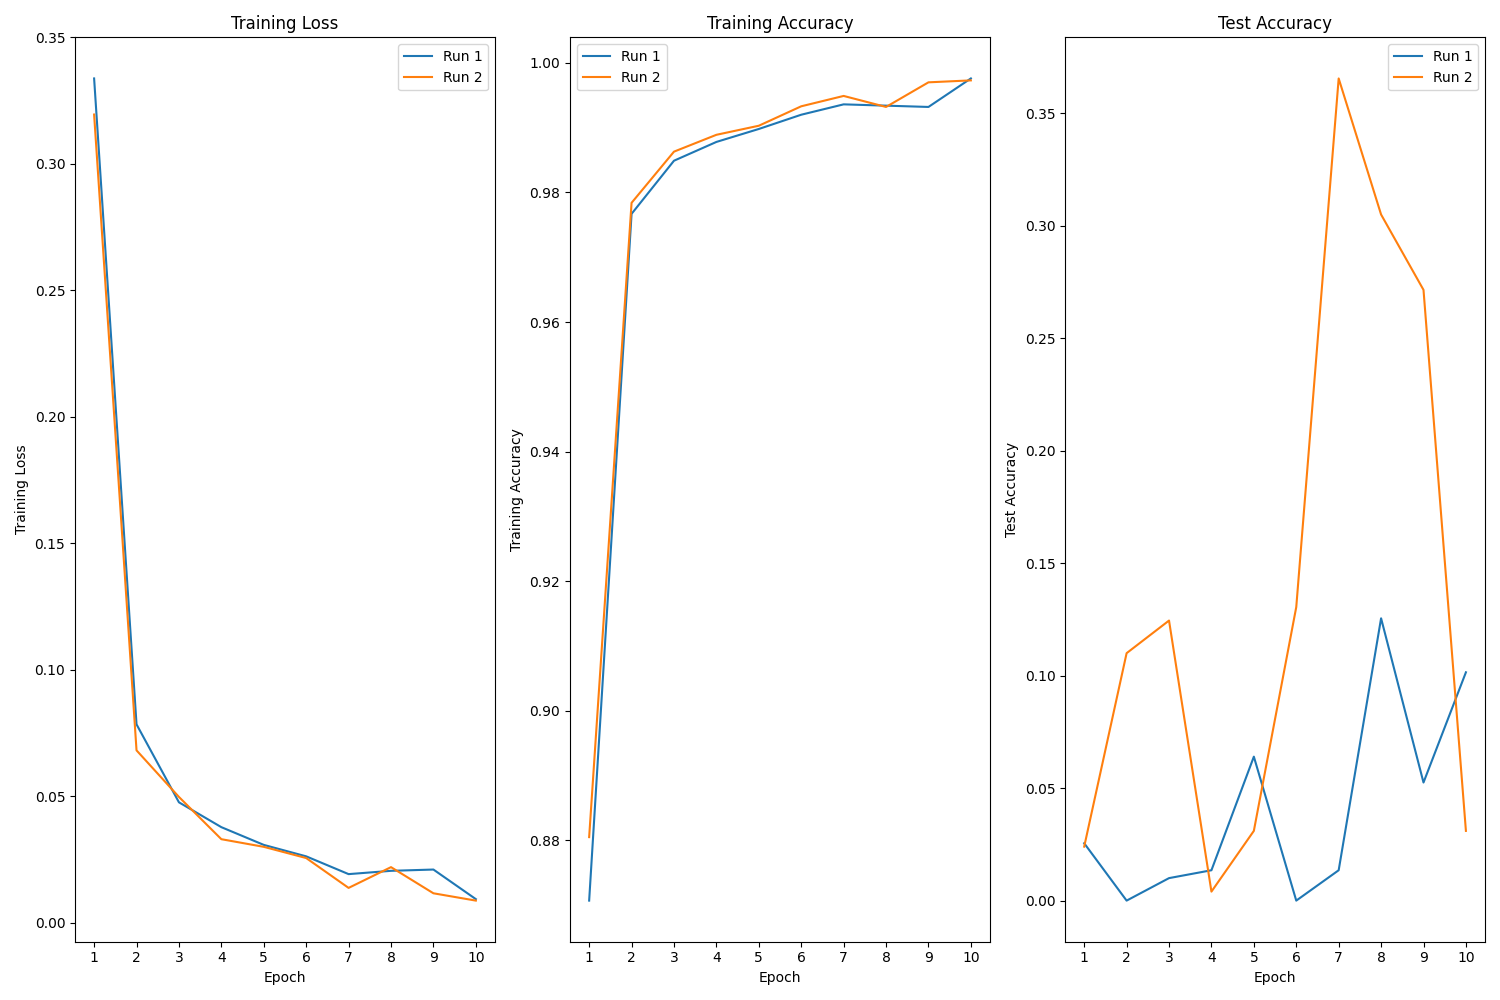 Training Loss
Training Loss
0.35
0.30
0.25
0.20
0.15
0.10
0.05
0.00
Run 1
Run 2
1 2 3 4 5 6 7 8 9 10
Epoch
Training Accuracy
Training Accuracy
1.00
0.98
0.96
0.94
0.92
0.90
0.88
Run 1
Run 2
1 2 3 4 5 6 7 8 9 10
Epoch
Test Accuracy
Test Accuracy
0.35
0.30
0.25
0.20
0.15
0.10
0.05
0.00
Run 1
Run 2
1 2 3 4 5 6 7 8 9 10
Epoch